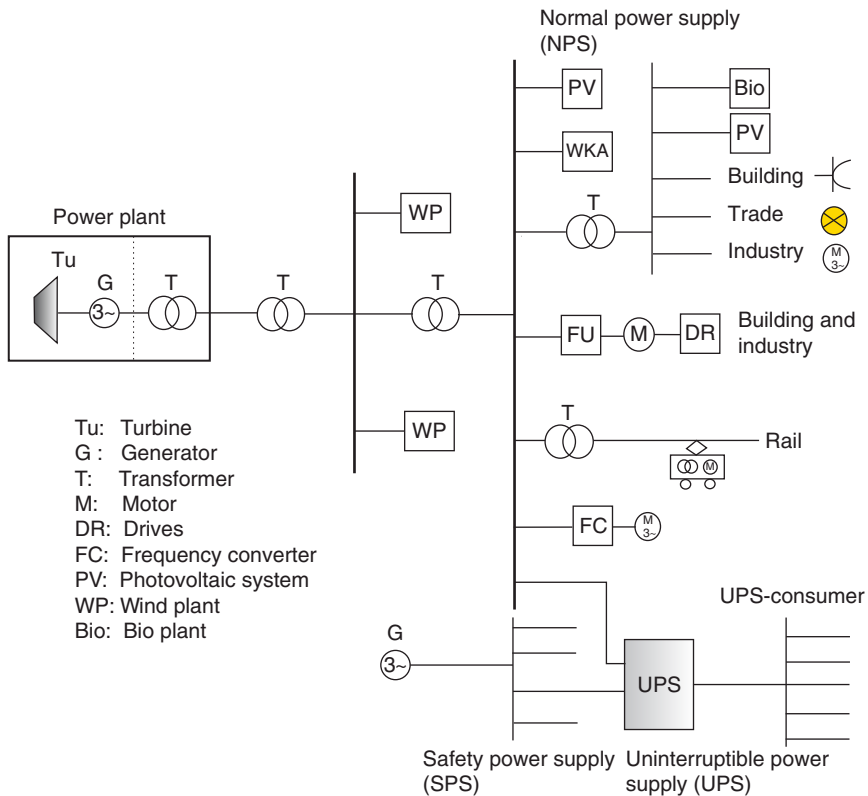 Normal power supply
(NPS)
PV
Bio
WKA
PV
Building
T
Trade
Industry
M
3~
WP
Power plant
Tu
G
3~
T
T
T
FU
M
DR
Building and
industry
WP
T
Rail
M
Tu: Turbine
G : Generator
T: Transformer
M: Motor
DR: Drives
FC: Frequency converter
PV: Photovoltaic system
WP: Wind plant
Bio: Bio plant
FC
M
3~
UPS-consumer
G
3~
UPS
Safety power supply
(SPS)
Uninterruptible power
supply (UPS)